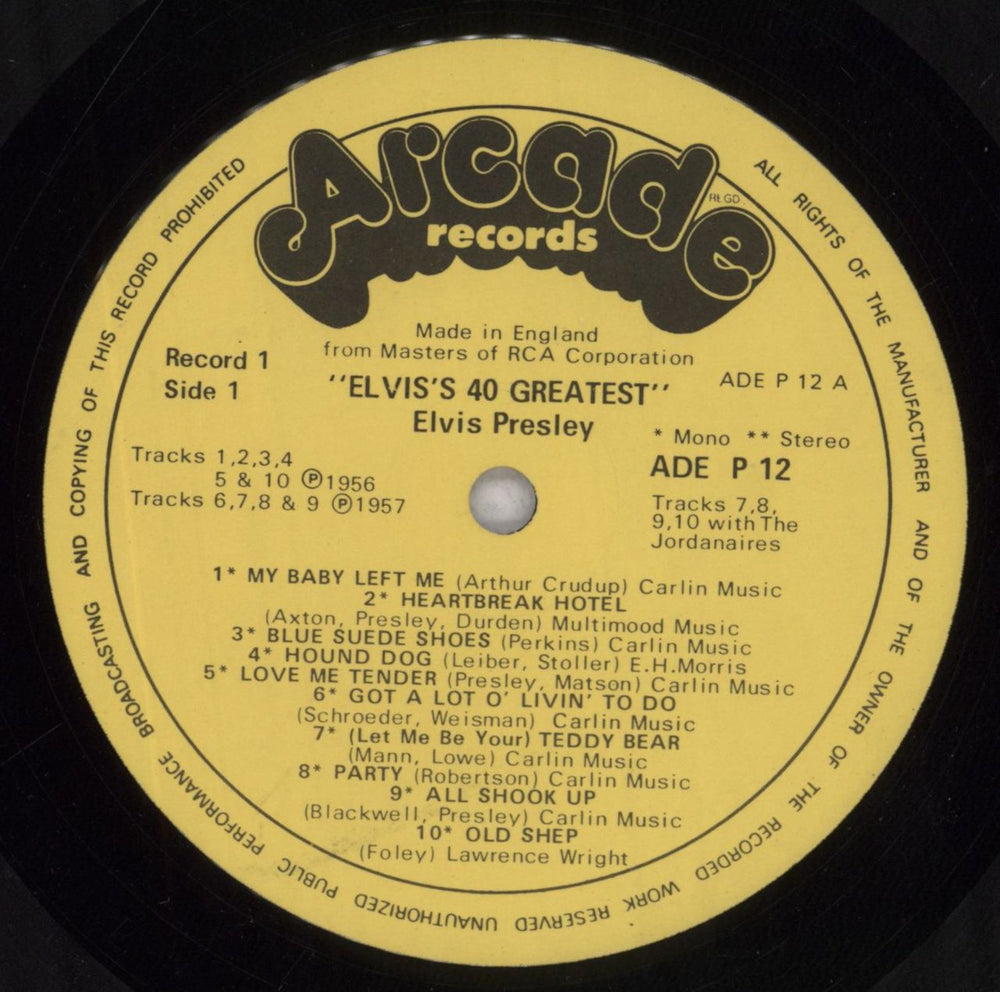 Arcade
REGD
records
Made in England
from Masters of RCA Corporation
Record 1
Side 1
"ELVIS'S 40 GREATEST"
Elvis Presley
ADE P 12 A
* Mono ** Stereo
ADE P 12
Tracks 1,2,3,4
5 & 10 ℗1956
Tracks 6,7,8 & 9 ℗1957
Tracks 7,8,
9,10 with The
Jordanaires
1* MY BABY LEFT ME (Arthur Crudup) Carlin Music
2* HEARTBREAK HOTEL
(Axton, Presley, Durden) Multimood Music
3* BLUE SUEDE SHOES (Perkins) Carlin Music
4* HOUND DOG (Leiber, Stoller) E.H.Morris
5* LOVE ME TENDER (Presley, Matson) Carlin Music
6* GOT A LOT O' LIVIN' TO DO
(Schroeder, Weisman) Carlin Music
7* (Let Me Be Your) TEDDY BEAR
(Mann, Lowe) Carlin Music
8* PARTY (Robertson) Carlin Music
9* ALL SHOOK UP
(Blackwell, Presley) Carlin Music
10* OLD SHEP
(Foley) Lawrence Wright
ALL RIGHTS OF THE MANUFACTURER AND OF THE OWNER OF THE RECORDED WORK RESERVED UNAUTHORIZED PUBLIC PERFORMANCE BROADCASTING AND COPYING OF THIS RECORD PROHIBITED